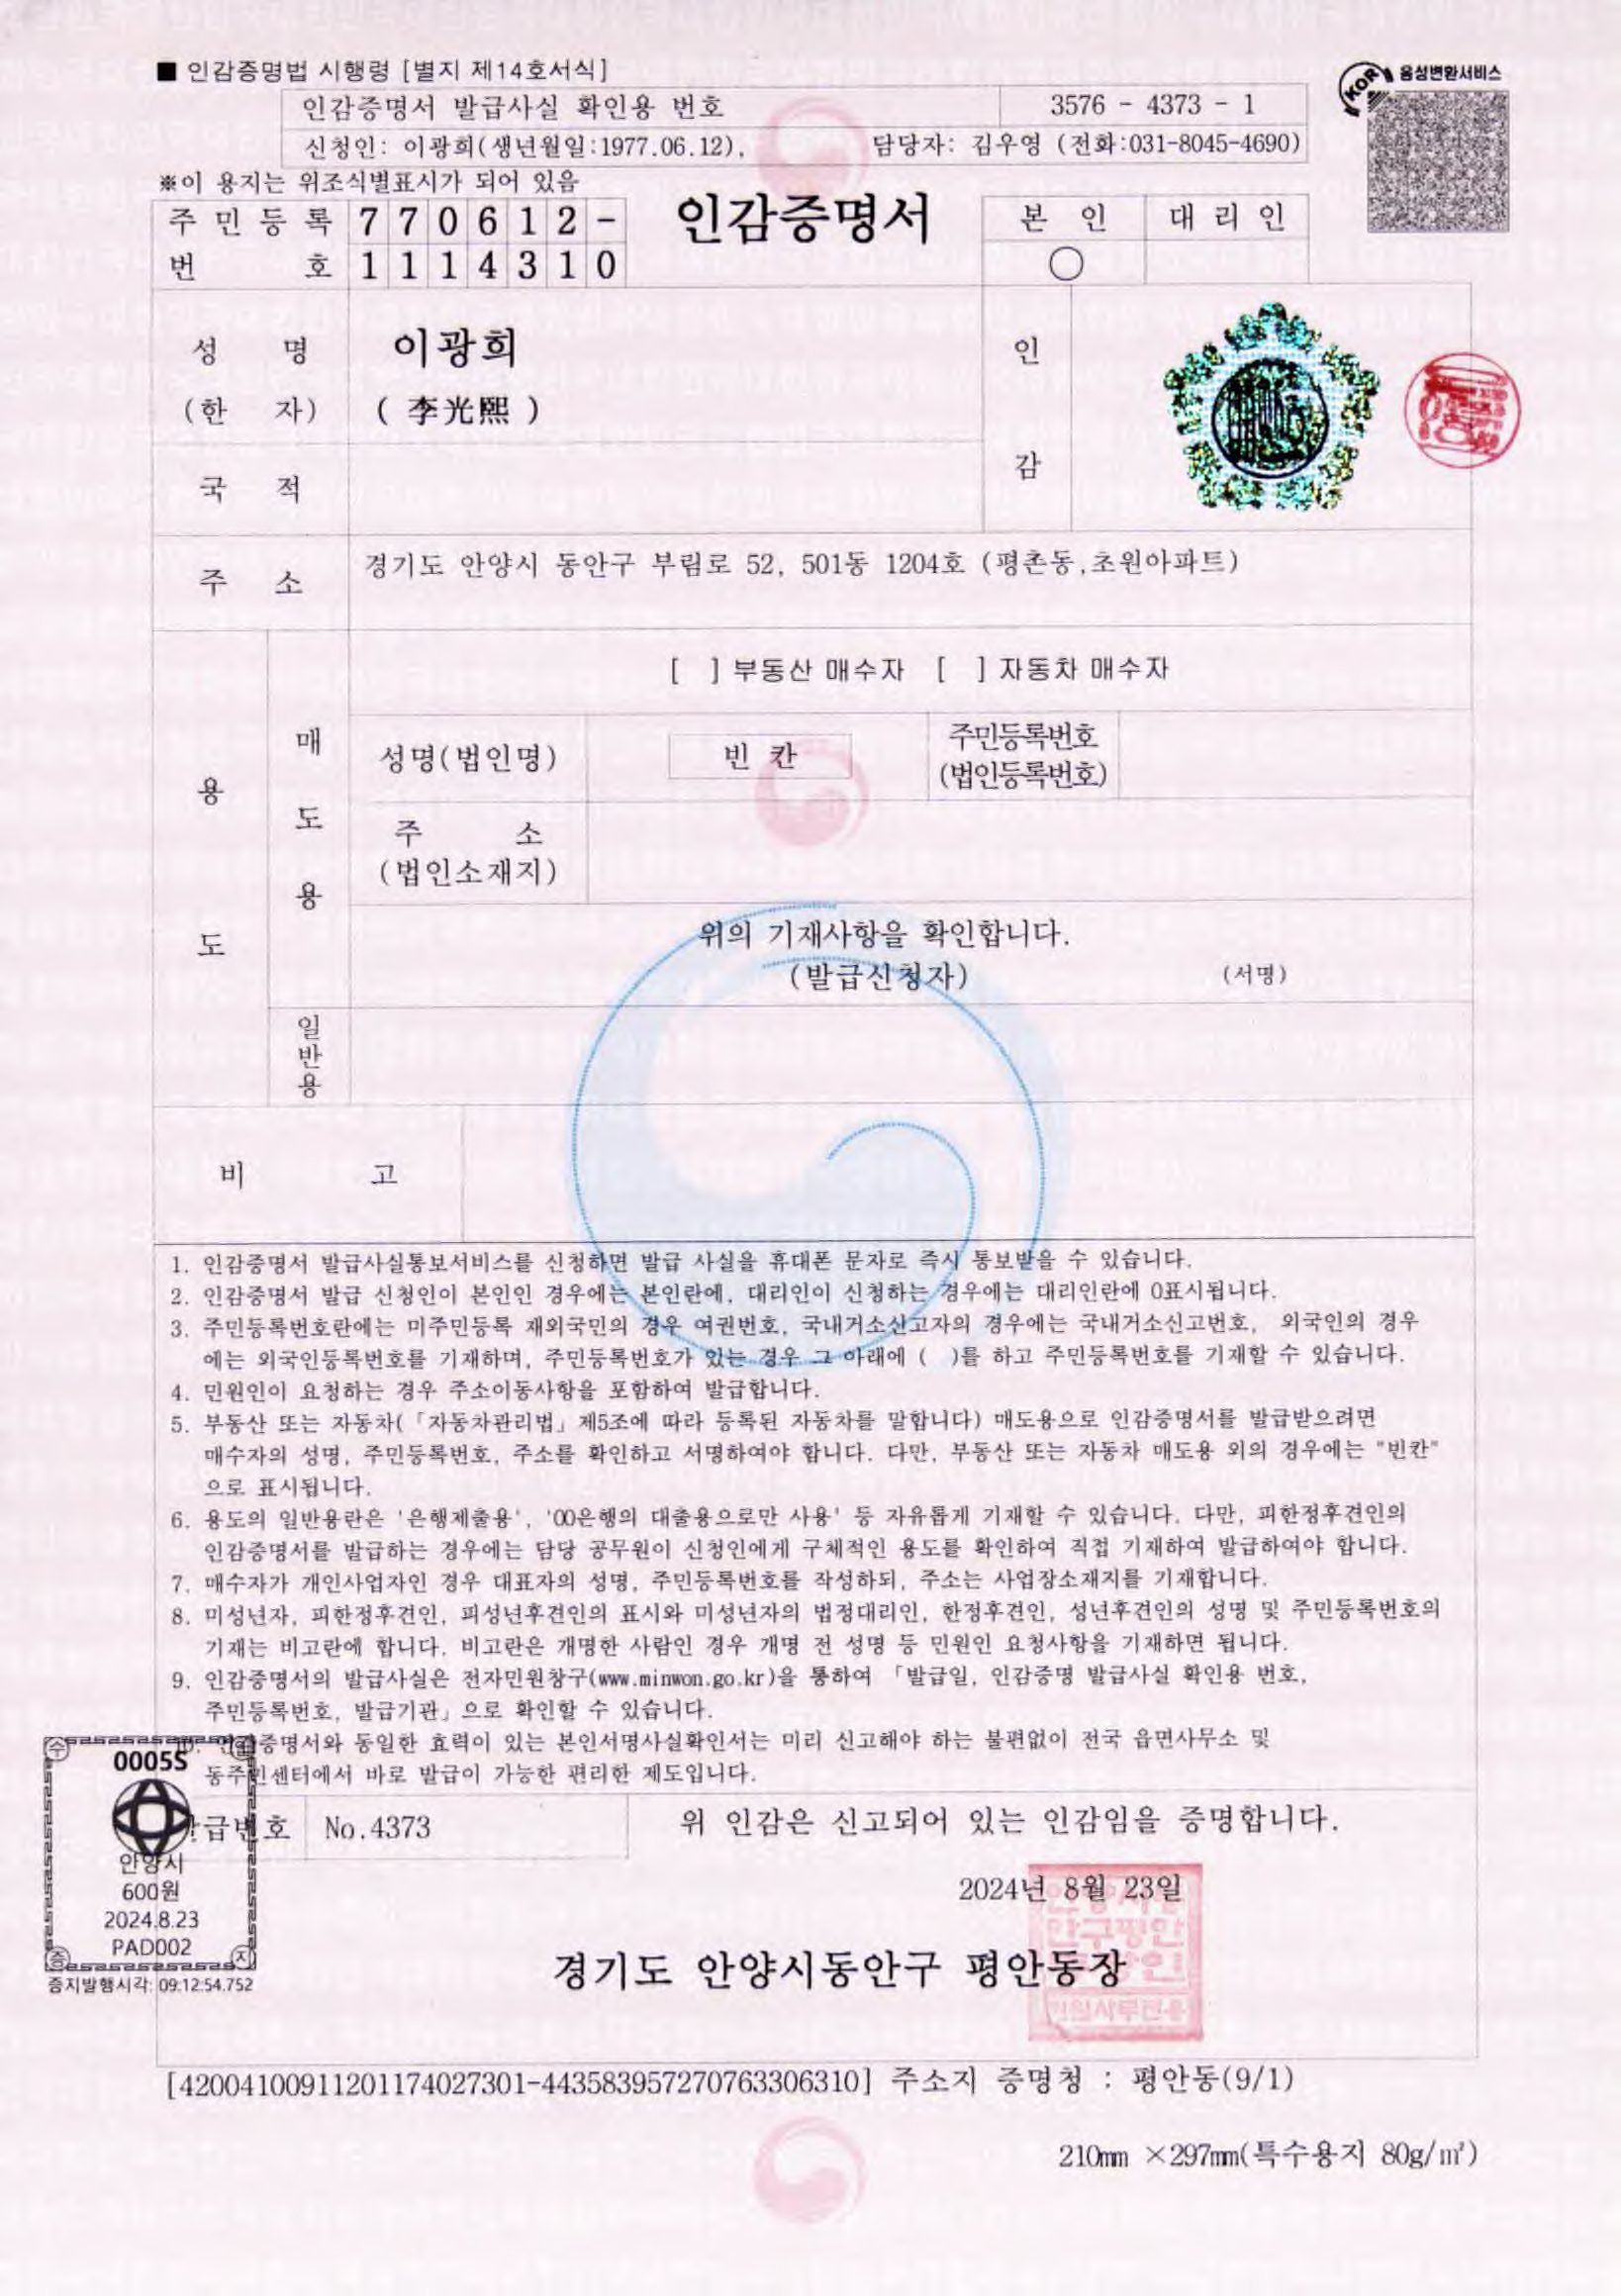 ■ 인감증명법 시행령 [별지 제14호서식]
음성변환서비스
KOR
인감증명서 발급사실 확인용 번호 3576 - 4373 - 1
신청인: 이광희(생년월일:1977.06.12), 담당자: 김우영 (전화:031-8045-4690)
※이 용지는 위조식별표시가 되어 있음
주 민 등 록 7 7 0 6 1 2 -
번 호 1 1 1 4 3 1 0
인감증명서
본 인 대 리 인
○
성 명 이광희
(한 자) ( 李光熙 )
인 감
국 적
주 소 경기도 안양시 동안구 부림로 52, 501동 1204호 (평촌동,초원아파트)
용 도
매 도 용
[ ] 부동산 매수자 [ ] 자동차 매수자
성명(법인명) 빈 칸 주민등록번호
(법인등록번호)
주 소
(법인소재지)
위의 기재사항을 확인합니다.
(발급신청자) (서명)
일반용
비 고
1. 인감증명서 발급사실통보서비스를 신청하면 발급 사실을 휴대폰 문자로 즉시 통보받을 수 있습니다.
2. 인감증명서 발급 신청인이 본인인 경우에는 본인란에, 대리인이 신청하는 경우에는 대리인란에 0표시됩니다.
3. 주민등록번호란에는 미주민등록 재외국민의 경우 여권번호, 국내거소신고자의 경우에는 국내거소신고번호, 외국인의 경우
에는 외국인등록번호를 기재하며, 주민등록번호가 있는 경우 그 아래에 ( )를 하고 주민등록번호를 기재할 수 있습니다.
4. 민원인이 요청하는 경우 주소이동사항을 포함하여 발급합니다.
5. 부동산 또는 자동차(「자동차관리법」제5조에 따라 등록된 자동차를 말합니다) 매도용으로 인감증명서를 발급받으려면
매수자의 성명, 주민등록번호, 주소를 확인하고 서명하여야 합니다. 다만, 부동산 또는 자동차 매도용 외의 경우에는 "빈칸"
으로 표시됩니다.
6. 용도의 일반용란은 '은행제출용', '00은행의 대출용으로만 사용' 등 자유롭게 기재할 수 있습니다. 다만, 피한정후견인의
인감증명서를 발급하는 경우에는 담당 공무원이 신청인에게 구체적인 용도를 확인하여 직접 기재하여 발급하여야 합니다.
7. 매수자가 개인사업자인 경우 대표자의 성명, 주민등록번호를 작성하되, 주소는 사업장소재지를 기재합니다.
8. 미성년자, 피한정후견인, 피성년후견인의 표시와 미성년자의 법정대리인, 한정후견인, 성년후견인의 성명 및 주민등록번호의
기재는 비고란에 합니다. 비고란은 개명한 사람인 경우 개명 전 성명 등 민원인 요청사항을 기재하면 됩니다.
9. 인감증명서의 발급사실은 전자민원창구(www.minwon.go.kr)을 통하여 「발급일, 인감증명 발급사실 확인용 번호,
주민등록번호, 발급기관」으로 확인할 수 있습니다.
인감증명서와 동일한 효력이 있는 본인서명사실확인서는 미리 신고해야 하는 불편없이 전국 읍면사무소 및
동주민센터에서 바로 발급이 가능한 편리한 제도입니다.
급번호 No.4373 위 인감은 신고되어 있는 인감임을 증명합니다.
수 0005S
안양시
600원
2024.8.23
PAD002
증 지
증지발행시각: 09:12:54.752
2024년 8월 23일
경기도 안양시동안구 평안동장
[42004100911201174027301-443583957270763306310] 주소지 증명청 : 평안동(9/1)
210mm ×297mm(특수용지 80g/㎡)